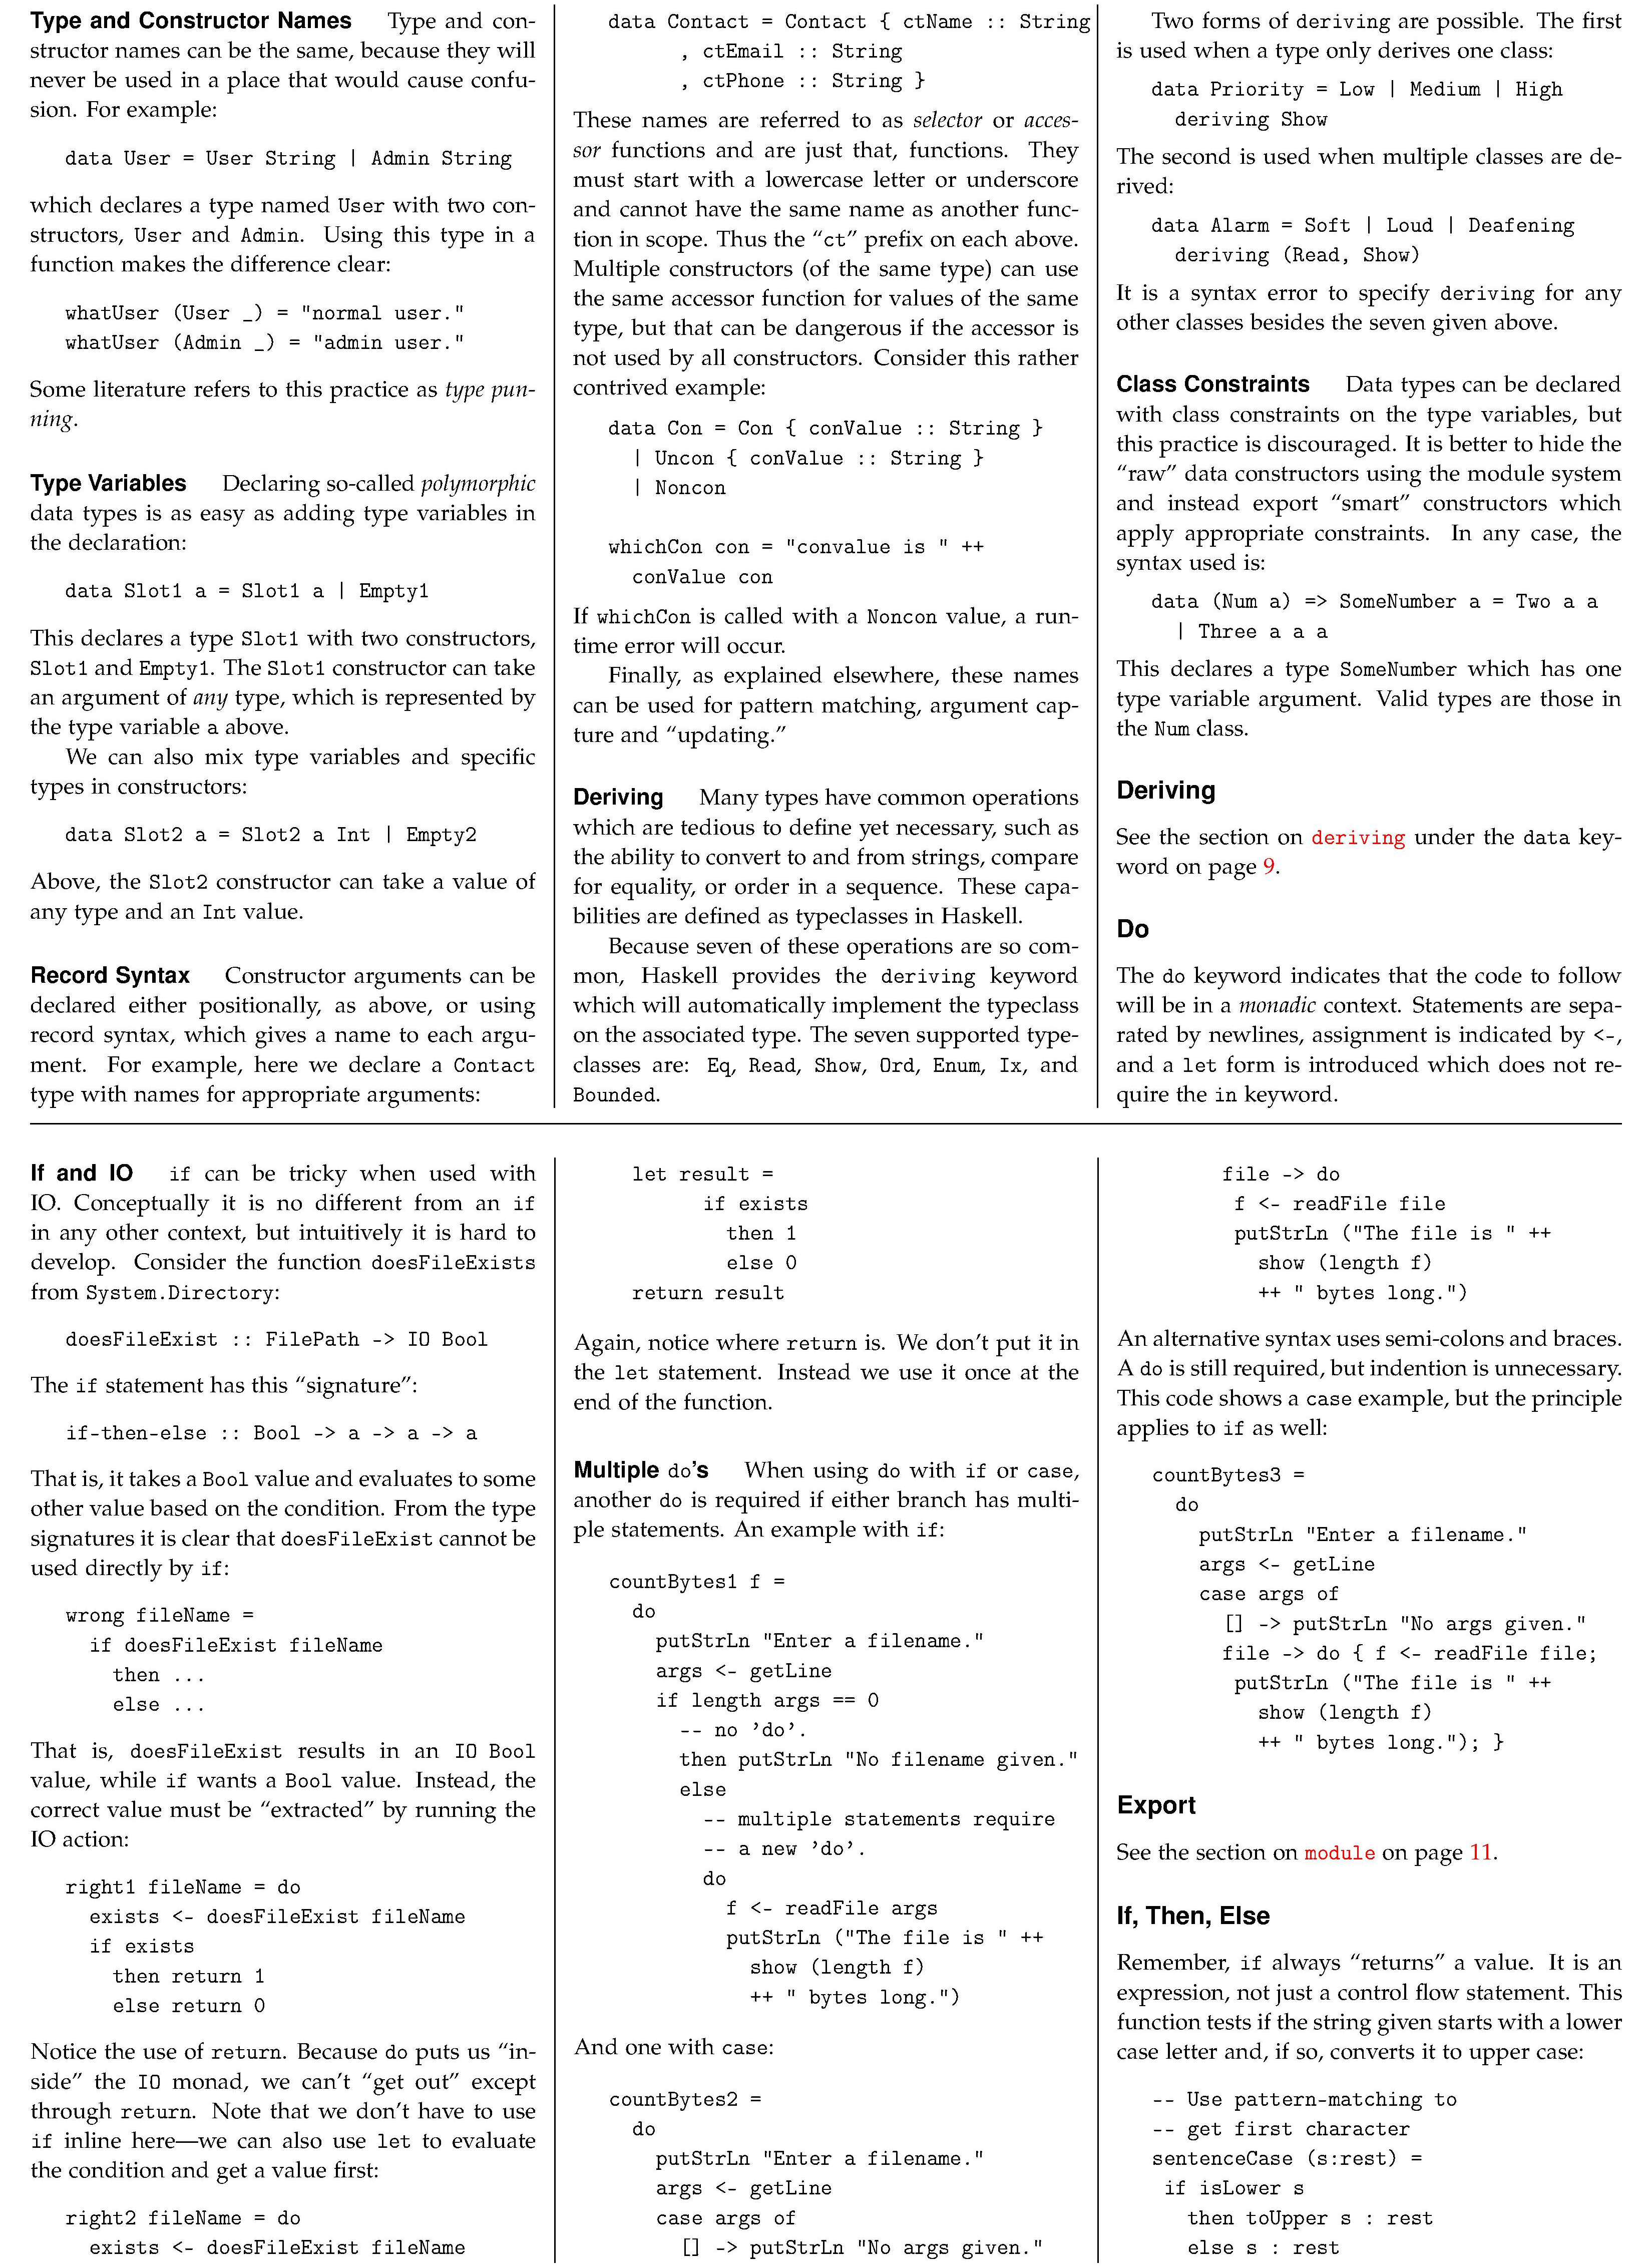 Type and Constructor Names Type and con-
structor names can be the same, because they will
never be used in a place that would cause confu-
sion. For example:
data User = User String | Admin String
which declares a type named User with two con-
structors, User and Admin. Using this type in a
function makes the difference clear:
whatUser (User _) = "normal user."
whatUser (Admin _) = "admin user."
Some literature refers to this practice as type pun-
ning.
Type Variables Declaring so-called polymorphic
data types is as easy as adding type variables in
the declaration:
data Slot1 a = Slot1 a | Empty1
This declares a type Slot1 with two constructors,
Slot1 and Empty1. The Slot1 constructor can take
an argument of any type, which is represented by
the type variable a above.
We can also mix type variables and specific
types in constructors:
data Slot2 a = Slot2 a Int | Empty2
Above, the Slot2 constructor can take a value of
any type and an Int value.
Record Syntax Constructor arguments can be
declared either positionally, as above, or using
record syntax, which gives a name to each argu-
ment. For example, here we declare a Contact
type with names for appropriate arguments:
data Contact = Contact { ctName :: String
, ctEmail :: String
, ctPhone :: String }
These names are referred to as selector or acces-
sor functions and are just that, functions. They
must start with a lowercase letter or underscore
and cannot have the same name as another func-
tion in scope. Thus the “ct” prefix on each above.
Multiple constructors (of the same type) can use
the same accessor function for values of the same
type, but that can be dangerous if the accessor is
not used by all constructors. Consider this rather
contrived example:
data Con = Con { conValue :: String }
| Uncon { conValue :: String }
| Noncon
whichCon con = "convalue is " ++
conValue con
If whichCon is called with a Noncon value, a run-
time error will occur.
Finally, as explained elsewhere, these names
can be used for pattern matching, argument cap-
ture and “updating.”
Deriving Many types have common operations
which are tedious to define yet necessary, such as
the ability to convert to and from strings, compare
for equality, or order in a sequence. These capa-
bilities are defined as typeclasses in Haskell.
Because seven of these operations are so com-
mon, Haskell provides the deriving keyword
which will automatically implement the typeclass
on the associated type. The seven supported type-
classes are: Eq, Read, Show, Ord, Enum, Ix, and
Bounded.
Two forms of deriving are possible. The first
is used when a type only derives one class:
data Priority = Low | Medium | High
deriving Show
The second is used when multiple classes are de-
rived:
data Alarm = Soft | Loud | Deafening
deriving (Read, Show)
It is a syntax error to specify deriving for any
other classes besides the seven given above.
Class Constraints Data types can be declared
with class constraints on the type variables, but
this practice is discouraged. It is better to hide the
“raw” data constructors using the module system
and instead export “smart” constructors which
apply appropriate constraints. In any case, the
syntax used is:
data (Num a) => SomeNumber a = Two a a
| Three a a a
This declares a type SomeNumber which has one
type variable argument. Valid types are those in
the Num class.
Deriving
See the section on deriving under the data key-
word on page 9.
Do
The do keyword indicates that the code to follow
will be in a monadic context. Statements are sepa-
rated by newlines, assignment is indicated by <-,
and a let form is introduced which does not re-
quire the in keyword.
If and IO if can be tricky when used with
IO. Conceptually it is no different from an if
in any other context, but intuitively it is hard to
develop. Consider the function doesFileExists
from System.Directory:
doesFileExist :: FilePath -> IO Bool
The if statement has this “signature”:
if-then-else :: Bool -> a -> a -> a
That is, it takes a Bool value and evaluates to some
other value based on the condition. From the type
signatures it is clear that doesFileExist cannot be
used directly by if:
wrong fileName =
if doesFileExist fileName
then ...
else ...
That is, doesFileExist results in an IO Bool
value, while if wants a Bool value. Instead, the
correct value must be “extracted” by running the
IO action:
right1 fileName = do
exists <- doesFileExist fileName
if exists
then return 1
else return 0
Notice the use of return. Because do puts us “in-
side” the IO monad, we can’t “get out” except
through return. Note that we don’t have to use
if inline here—we can also use let to evaluate
the condition and get a value first:
right2 fileName = do
exists <- doesFileExist fileName
let result =
if exists
then 1
else 0
return result
Again, notice where return is. We don’t put it in
the let statement. Instead we use it once at the
end of the function.
Multiple do’s When using do with if or case,
another do is required if either branch has multi-
ple statements. An example with if:
countBytes1 f =
do
putStrLn "Enter a filename."
args <- getLine
if length args == 0
-- no ’do’.
then putStrLn "No filename given."
else
-- multiple statements require
-- a new ’do’.
do
f <- readFile args
putStrLn ("The file is " ++
show (length f)
++ " bytes long.")
And one with case:
countBytes2 =
do
putStrLn "Enter a filename."
args <- getLine
case args of
[] -> putStrLn "No args given."
file -> do
f <- readFile file
putStrLn ("The file is " ++
show (length f)
++ " bytes long.")
An alternative syntax uses semi-colons and braces.
A do is still required, but indention is unnecessary.
This code shows a case example, but the principle
applies to if as well:
countBytes3 =
do
putStrLn "Enter a filename."
args <- getLine
case args of
[] -> putStrLn "No args given."
file -> do { f <- readFile file;
putStrLn ("The file is " ++
show (length f)
++ " bytes long."); }
Export
See the section on module on page 11.
If, Then, Else
Remember, if always “returns” a value. It is an
expression, not just a control flow statement. This
function tests if the string given starts with a lower
case letter and, if so, converts it to upper case:
-- Use pattern-matching to
-- get first character
sentenceCase (s:rest) =
if isLower s
then toUpper s : rest
else s : rest